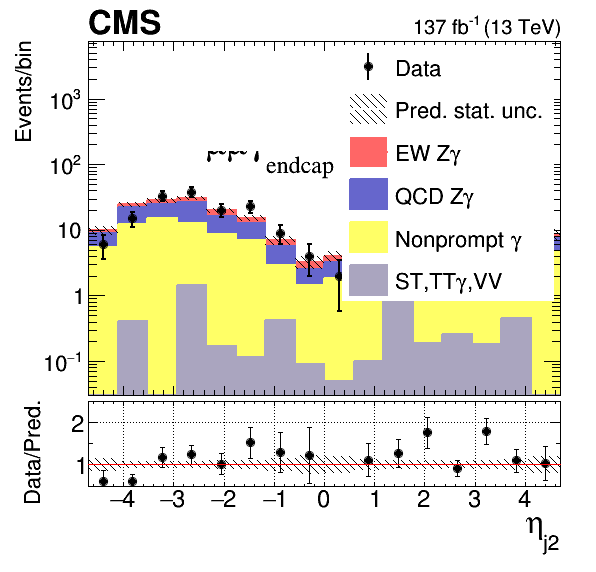 CMS 137 fb⁻¹ (13 TeV)
Events/bin
10³
10²
10
1
10⁻¹
Data
Pred. stat. unc.
EW Zγ
QCD Zγ
Nonprompt γ
ST,TTγ,VV
endcap
Data/Pred.
2
1
−4 −3 −2 −1 0 1 2 3 4
η_j2